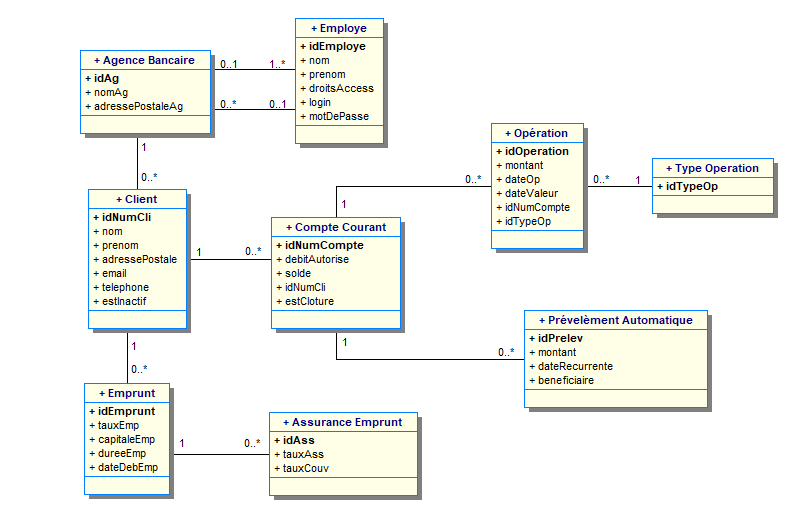 + Employe
+ idEmploye
+ nom
+ prenom
+ droitsAccess
+ login
+ motDePasse
+ Agence Bancaire
+ idAg
+ nomAg
+ adressePostaleAg
0..1
1..*
0..*
0..1
1
0..*
+ Client
+ idNumCli
+ nom
+ prenom
+ adressePostale
+ email
+ telephone
+ estInactif
1
0..*
+ Compte Courant
+ idNumCompte
+ debitAutorise
+ solde
+ idNumCli
+ estCloture
1
0..*
+ Opération
+ idOperation
+ montant
+ dateOp
+ dateValeur
+ idNumCompte
+ idTypeOp
0..*
1
+ Type Operation
+ idTypeOp
1
0..*
+ Prévelèment Automatique
+ idPrelev
+ montant
+ dateRecurrente
+ beneficiaire
1
0..*
+ Emprunt
+ idEmprunt
+ tauxEmp
+ capitaleEmp
+ dureeEmp
+ dateDebEmp
1
0..*
+ Assurance Emprunt
+ idAss
+ tauxAss
+ tauxCouv